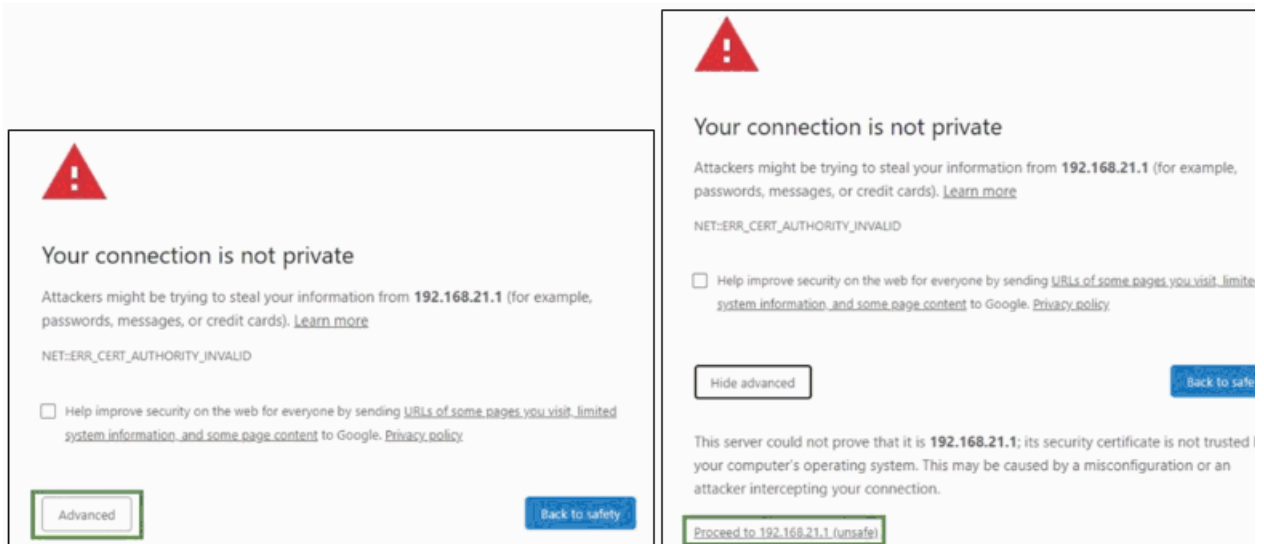 Your connection is not private
Attackers might be trying to steal your information from 192.168.21.1 (for example,
passwords, messages, or credit cards). Learn more
NET::ERR_CERT_AUTHORITY_INVALID
Help improve security on the web for everyone by sending URLs of some pages you visit, limited
system information, and some page content to Google. Privacy policy
Advanced
Back to safety
Your connection is not private
Attackers might be trying to steal your information from 192.168.21.1 (for example,
passwords, messages, or credit cards). Learn more
NET::ERR_CERT_AUTHORITY_INVALID
Help improve security on the web for everyone by sending URLs of some pages you visit, limite
system information, and some page content to Google. Privacy policy
Hide advanced
Back to safe
This server could not prove that it is 192.168.21.1; its security certificate is not trusted
your computer's operating system. This may be caused by a misconfiguration or an
attacker intercepting your connection.
Proceed to 192.168.21.1 (unsafe)